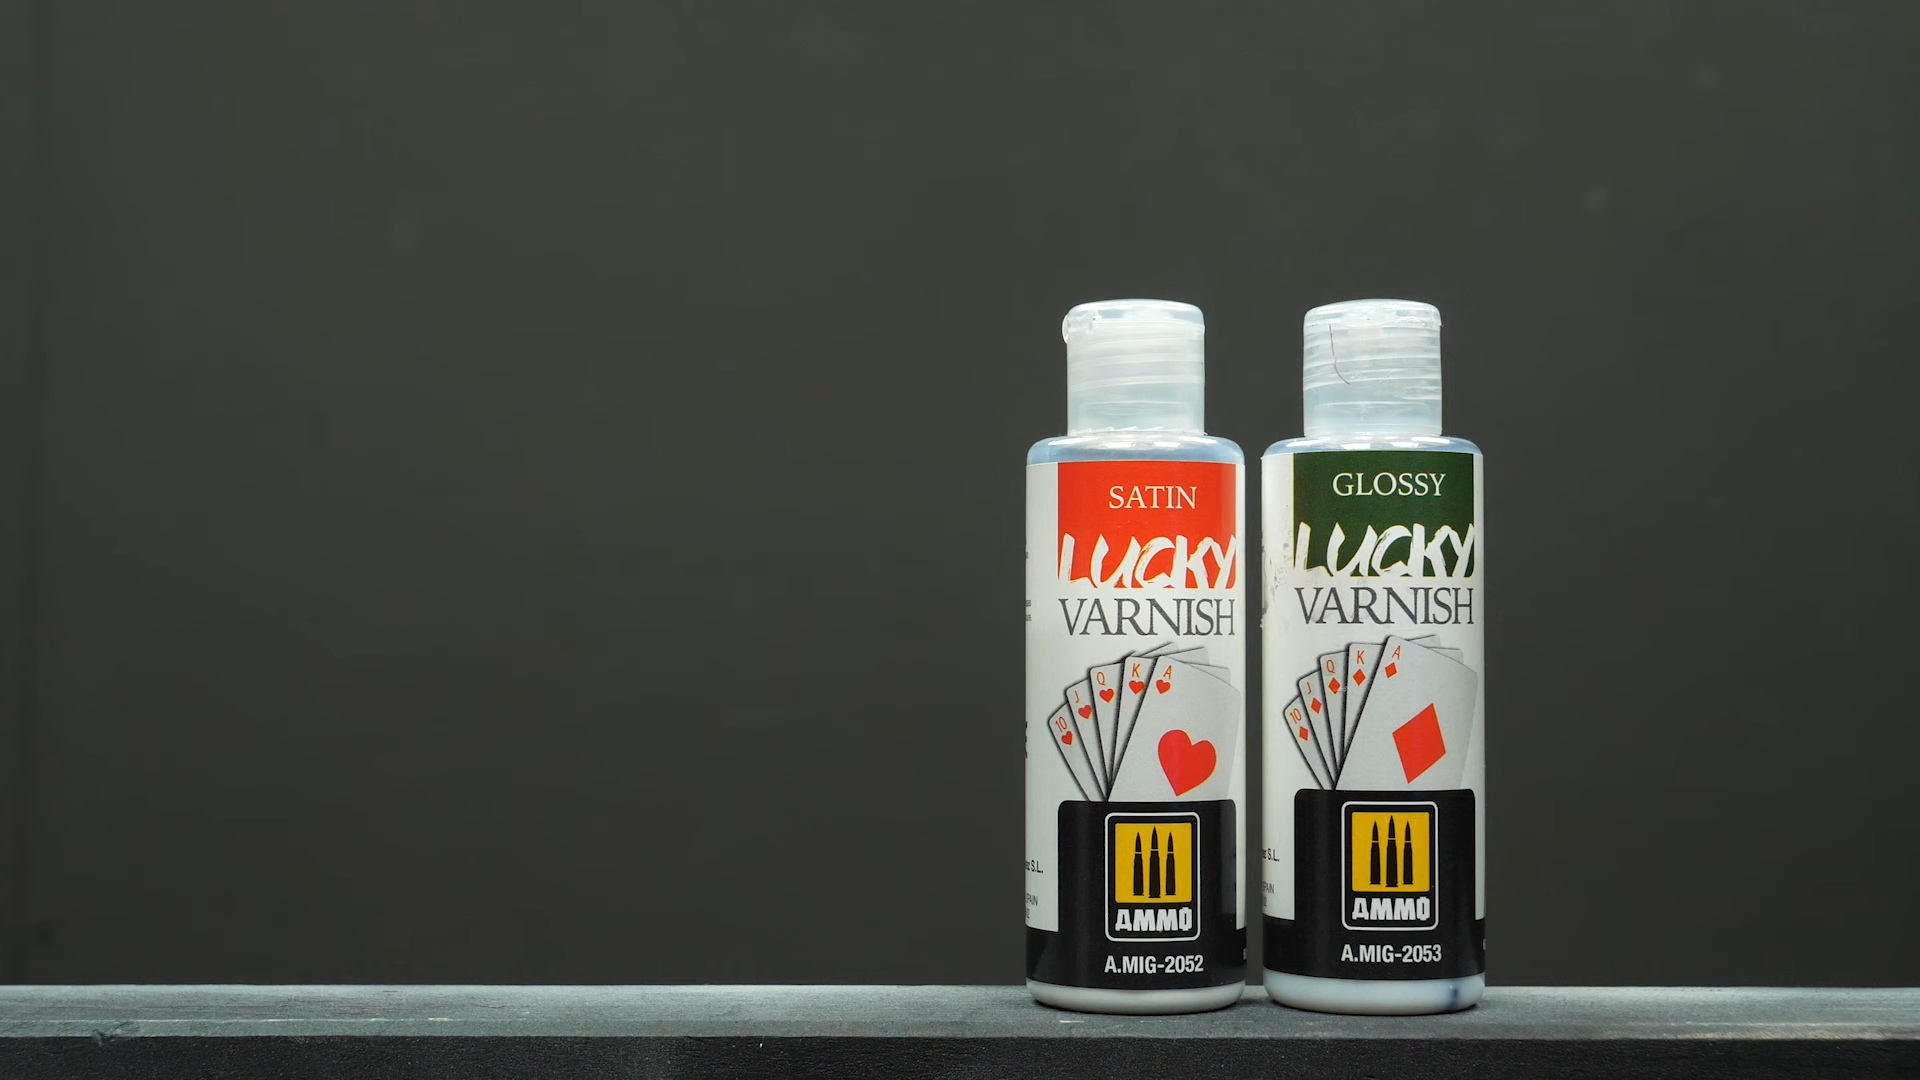 SATIN
LUCKY
VARNISH
10 J Q K A
AMMO
A.MIG-2052
S.L.
GLOSSY
LUCKY
VARNISH
10 J Q K A
AMMO
A.MIG-2053
S.L.